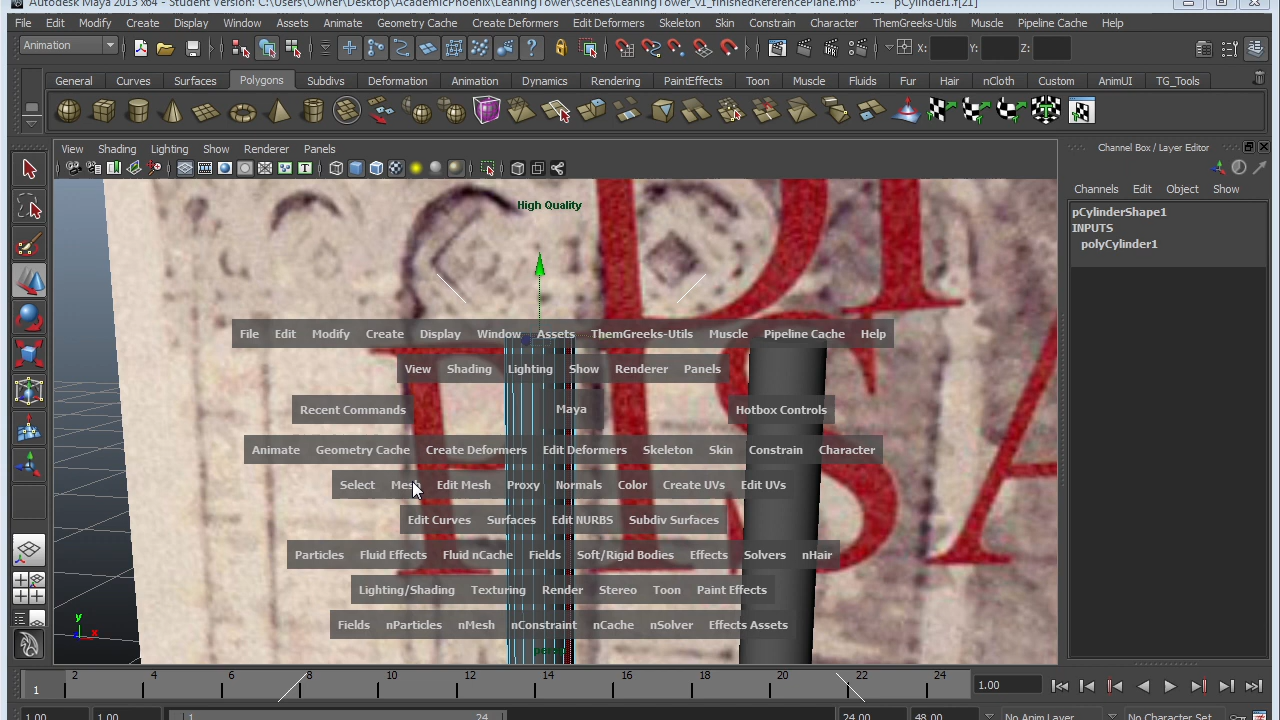 Autodesk Maya 2013 x64 - Student Version: C:\Users\Owner\Desktop\AcademicPhoenix\LeaningTower\scenes\LeaningTower_v1_finishedReferencePlane.mb* --- pCylinder1.f[21]
File Edit Modify Create Display Window Assets Animate Geometry Cache Create Deformers Edit Deformers Skeleton Skin Constrain Character ThemGreeks-Utils Muscle Pipeline Cache Help
Animation X: Y: Z:
General Curves Surfaces Polygons Subdivs Deformation Animation Dynamics Rendering PaintEffects Toon Muscle Fluids Fur Hair nCloth Custom AnimUI TG_Tools
View Shading Lighting Show Renderer Panels
Channel Box / Layer Editor
Channels Edit Object Show
High Quality
pCylinderShape1
INPUTS
polyCylinder1
File Edit Modify Create Display Window Assets ThemGreeks-Utils Muscle Pipeline Cache Help
View Shading Lighting Show Renderer Panels
Recent Commands Maya Hotbox Controls
Animate Geometry Cache Create Deformers Edit Deformers Skeleton Skin Constrain Character
Select Mesh Edit Mesh Proxy Normals Color Create UVs Edit UVs
Edit Curves Surfaces Edit NURBS Subdiv Surfaces
Particles Fluid Effects Fluid nCache Fields Soft/Rigid Bodies Effects Solvers nHair
Lighting/Shading Texturing Render Stereo Toon Paint Effects
Fields nParticles nMesh nConstraint nCache nSolver Effects Assets
y
x
persp
1 2 4 6 8 10 12 14 16 18 20 22 24 1.00
1.00 1.00 1 24 24.00 48.00 No Anim Layer No Character Set